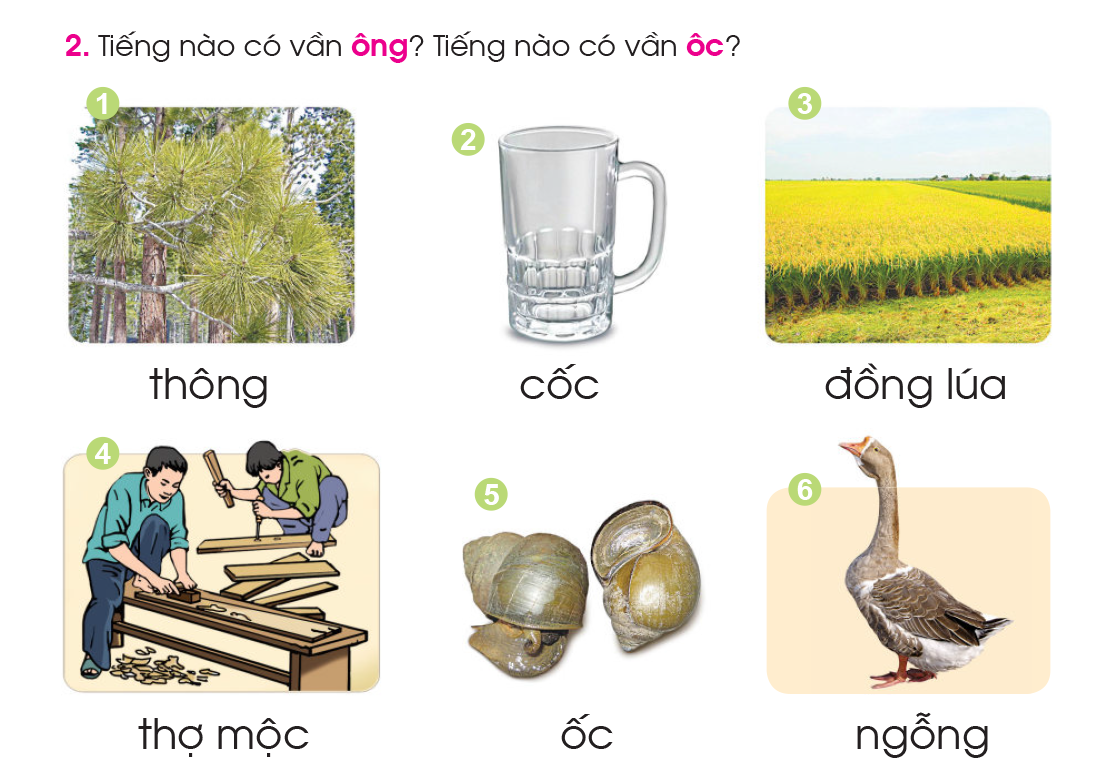 2. Tiếng nào có vần ông? Tiếng nào có vần ôc?
1
2
3
thông
cốc
đồng lúa
4
5
6
thợ mộc
ốc
ngỗng